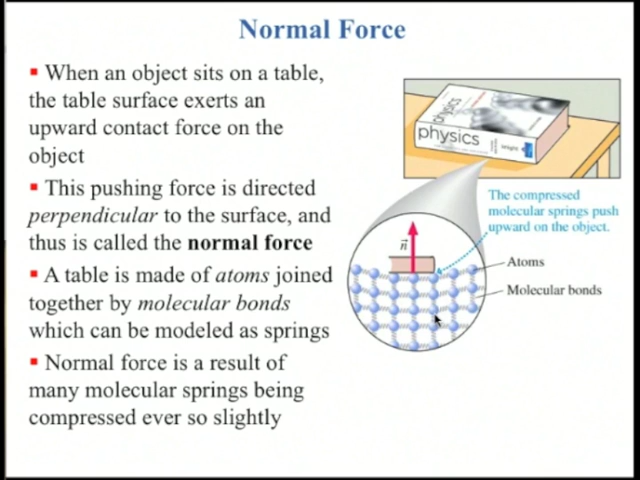 Normal Force
▪ When an object sits on a table,
the table surface exerts an
upward contact force on the
object
▪ This pushing force is directed
perpendicular to the surface, and
thus is called the normal force
▪ A table is made of atoms joined
together by molecular bonds
which can be modeled as springs
▪ Normal force is a result of
many molecular springs being
compressed ever so slightly
physics
physics
knight
The compressed
molecular springs push
upward on the object.
n
Atoms
Molecular bonds